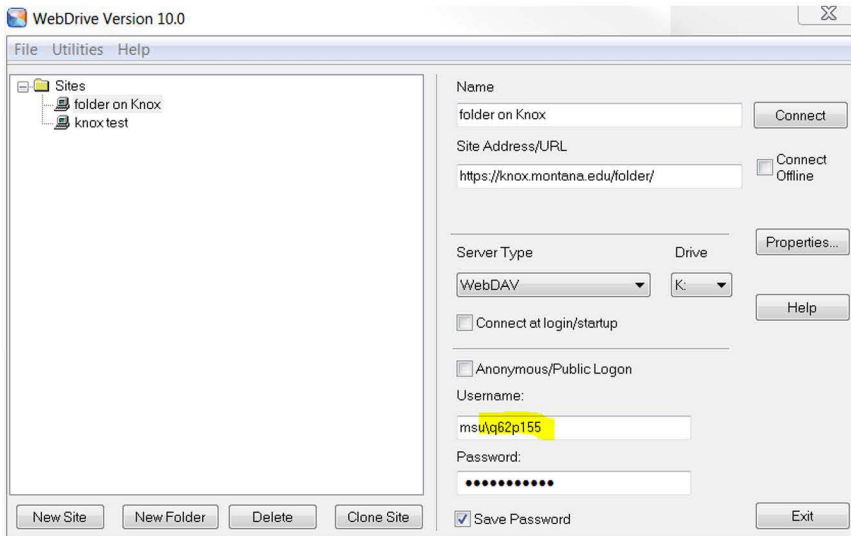 WebDrive Version 10.0
File Utilities Help
Sites
folder on Knox
knox test
New Site New Folder Delete Clone Site
Name
folder on Knox
Connect
Site Address/URL
https://knox.montana.edu/folder/
Connect
Offline
Properties...
Server Type Drive
WebDAV K:
Help
Connect at login/startup
Anonymous/Public Logon
Username:
msu\q62p155
Password:
•••••••••••
Save Password
Exit